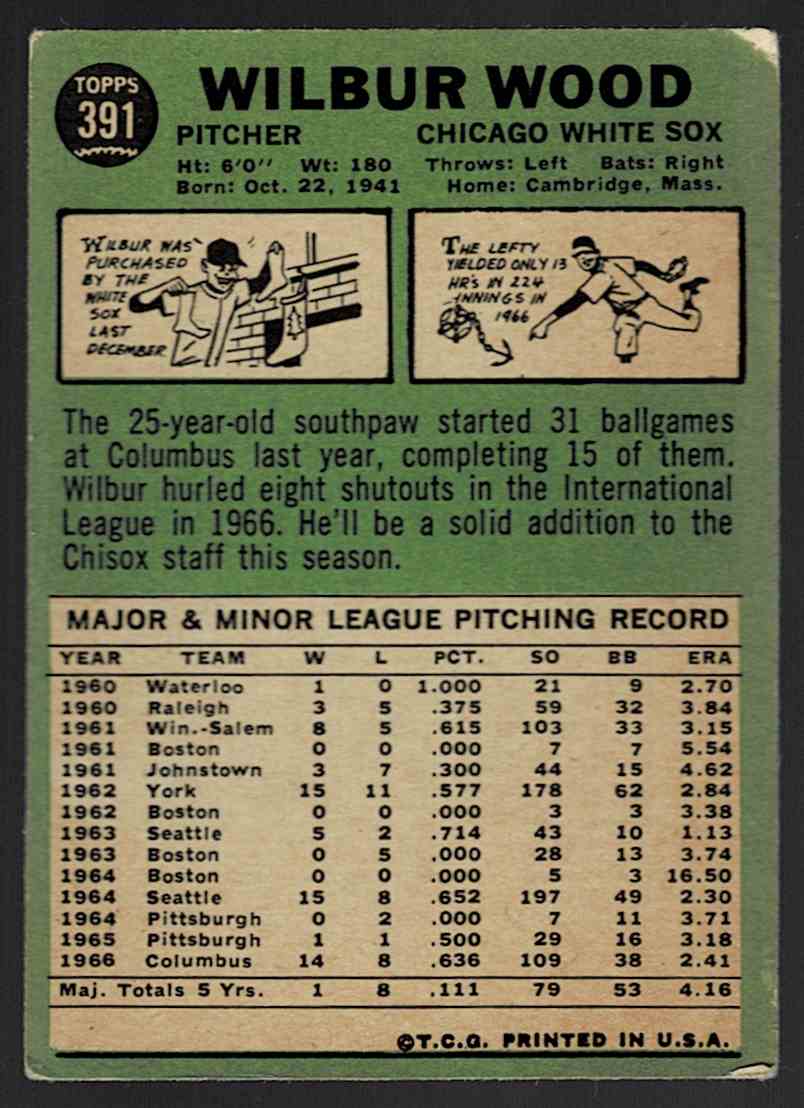 TOPPS
391
WILBUR WOOD
PITCHER CHICAGO WHITE SOX
Ht: 6'0" Wt: 180 Throws: Left Bats: Right
Born: Oct. 22, 1941 Home: Cambridge, Mass.
WILBUR WAS
PURCHASED
BY THE
WHITE
SOX
LAST
DECEMBER
THE LEFTY
YIELDED ONLY 13
HR'S IN 224
INNINGS IN
1966
The 25-year-old southpaw started 31 ballgames
at Columbus last year, completing 15 of them.
Wilbur hurled eight shutouts in the International
League in 1966. He'll be a solid addition to the
Chisox staff this season.
MAJOR & MINOR LEAGUE PITCHING RECORD
YEAR TEAM W L PCT. SO BB ERA
1960 Waterloo 1 0 1.000 21 9 2.70
1960 Raleigh 3 5 .375 59 32 3.84
1961 Win.-Salem 8 5 .615 103 33 3.15
1961 Boston 0 0 .000 7 7 5.54
1961 Johnstown 3 7 .300 44 15 4.62
1962 York 15 11 .577 178 62 2.84
1962 Boston 0 0 .000 3 3 3.38
1963 Seattle 5 2 .714 43 10 1.13
1963 Boston 0 5 .000 28 13 3.74
1964 Boston 0 0 .000 5 3 16.50
1964 Seattle 15 8 .652 197 49 2.30
1964 Pittsburgh 0 2 .000 7 11 3.71
1965 Pittsburgh 1 1 .500 29 16 3.18
1966 Columbus 14 8 .636 109 38 2.41
Maj. Totals 5 Yrs. 1 8 .111 79 53 4.16
©T.C.G. PRINTED IN U.S.A.